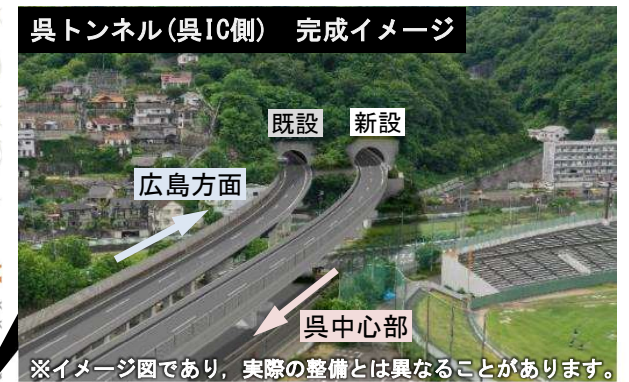 呉トンネル(呉IC側) 完成イメージ
既設 新設
広島方面
呉中心部
※イメージ図であり,実際の整備とは異なることがあります。